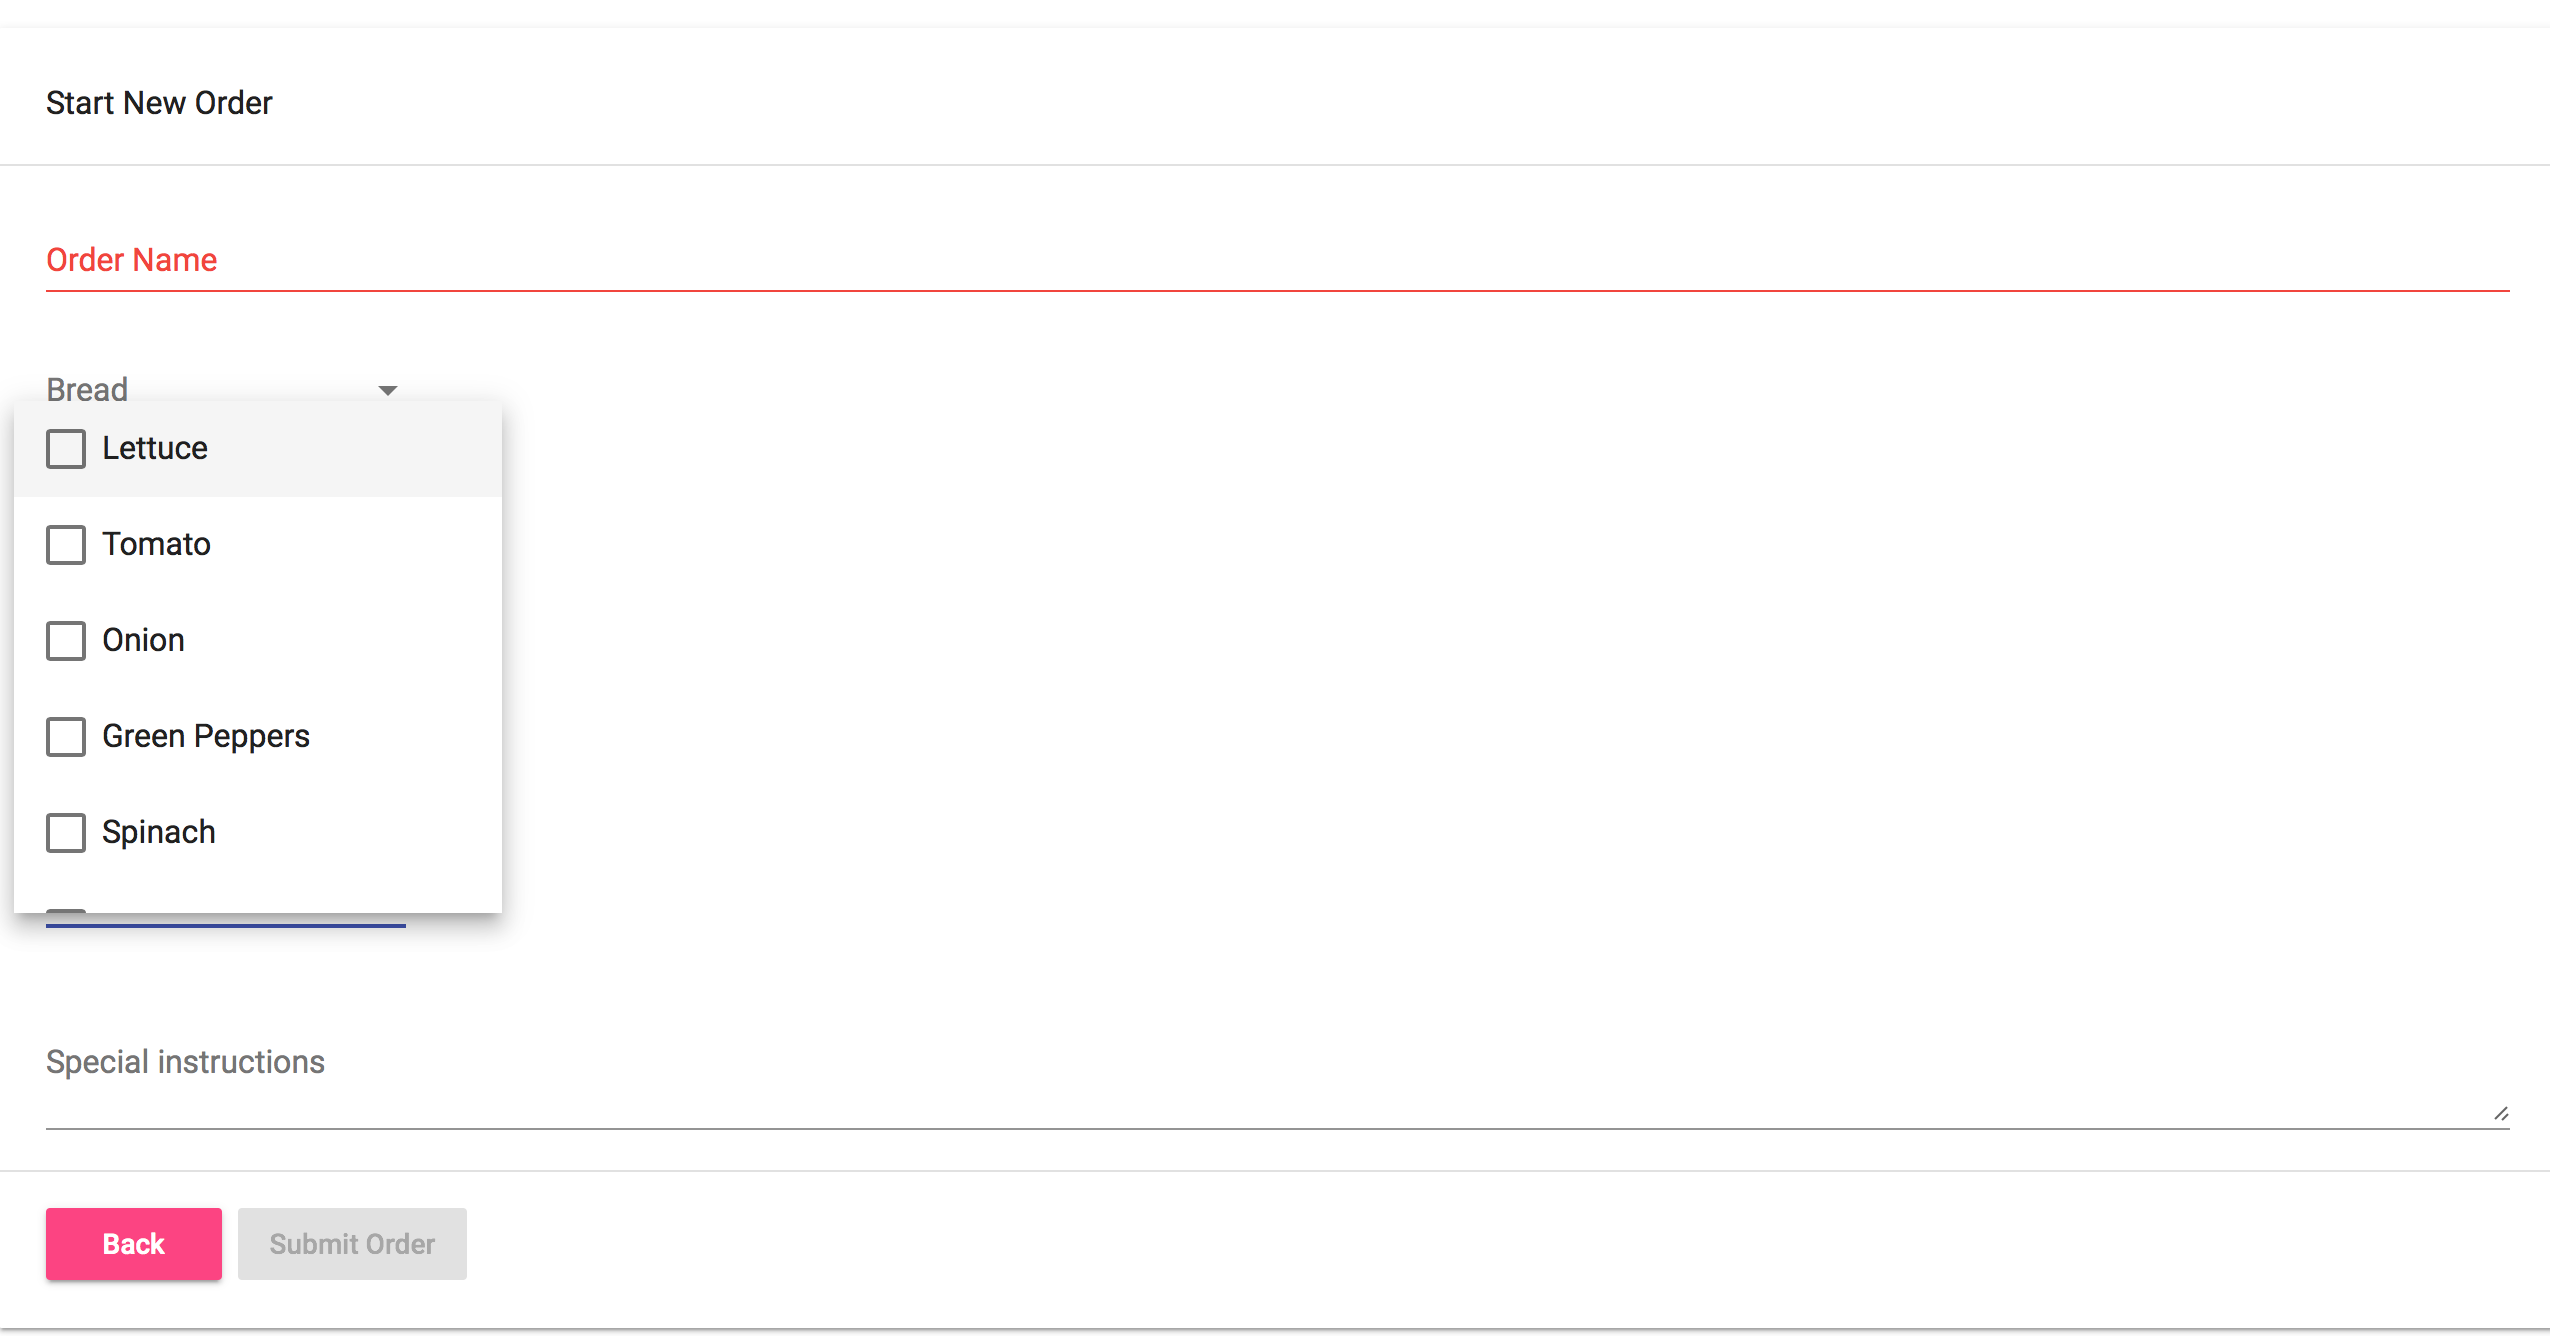 Start New Order
Order Name
Bread
Lettuce
Tomato
Onion
Green Peppers
Spinach
Special instructions
Back
Submit Order